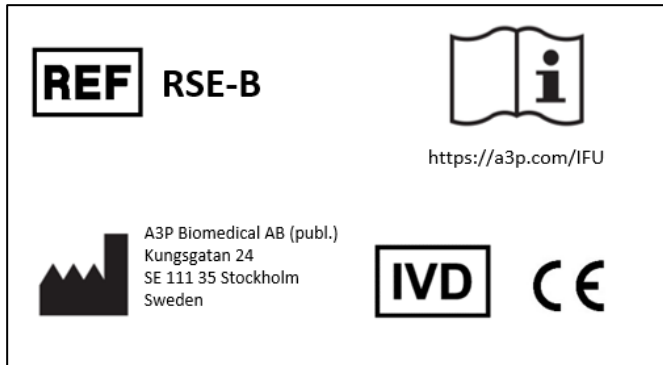 REF RSE-B
i
https://a3p.com/IFU
A3P Biomedical AB (publ.)
Kungsgatan 24
SE 111 35 Stockholm
Sweden
IVD CE